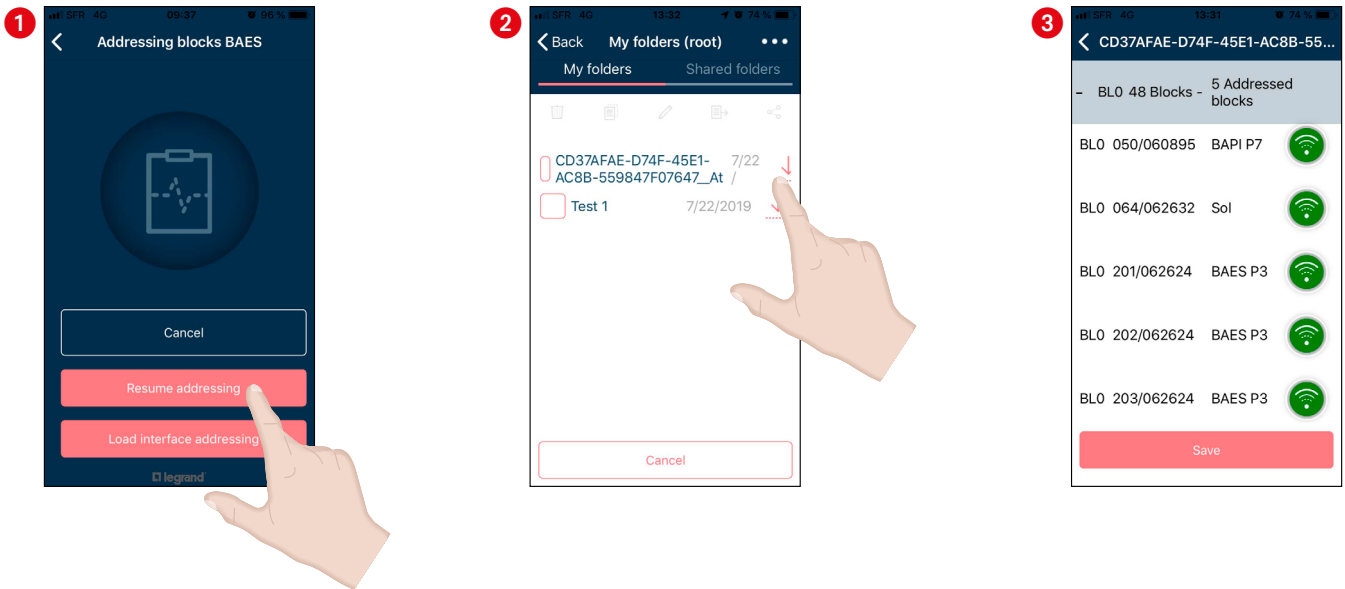 1
SFR 4G 09:37 96 %
Addressing blocks BAES
Cancel
Resume addressing
Load interface addressing
legrand
2
SFR 4G 13:32 74 %
Back My folders (root)
My folders Shared folders
CD37AFAE-D74F-45E1- 7/22
AC8B-559847F07647__At /
Test 1 7/22/2019
Cancel
3
SFR 4G 13:31 74 %
CD37AFAE-D74F-45E1-AC8B-55...
- BL0 48 Blocks - 5 Addressed
blocks
BL0 050/060895 BAPI P7
BL0 064/062632 Sol
BL0 201/062624 BAES P3
BL0 202/062624 BAES P3
BL0 203/062624 BAES P3
Save